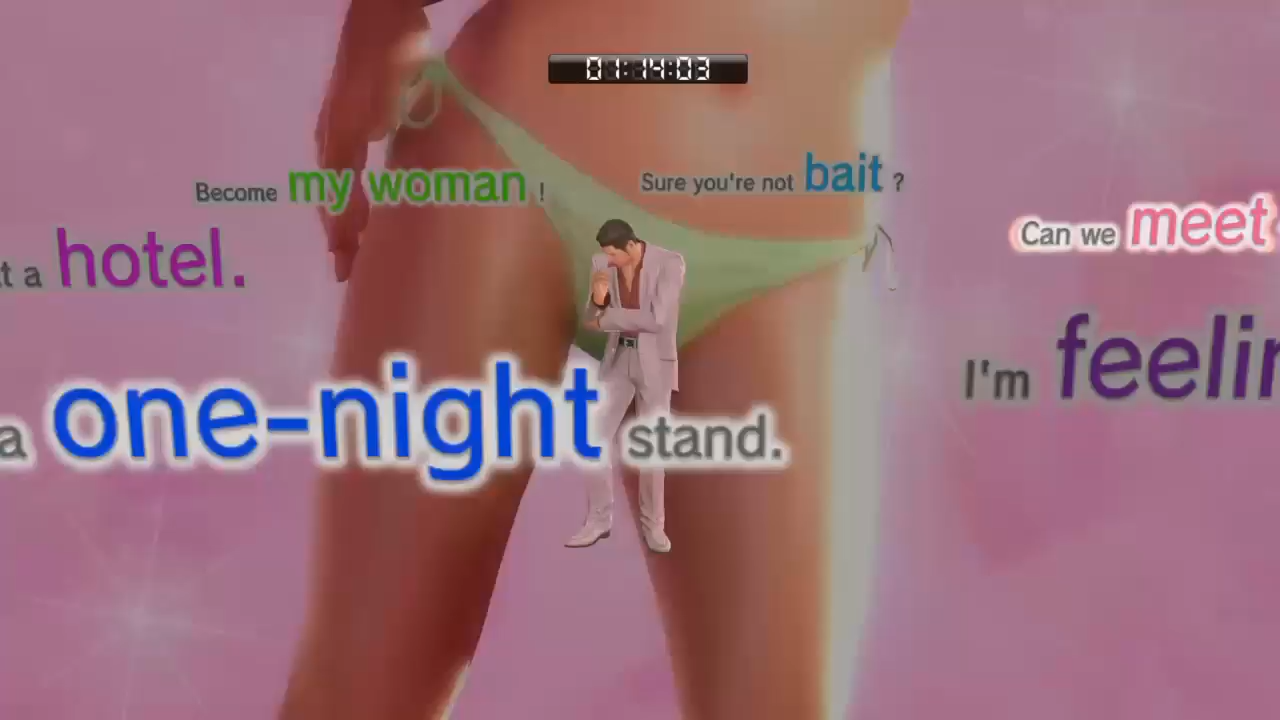 01:14:03
Become my woman !
Sure you're not bait ?
Can we meet
t a hotel.
I'm feelin
a one-night stand.